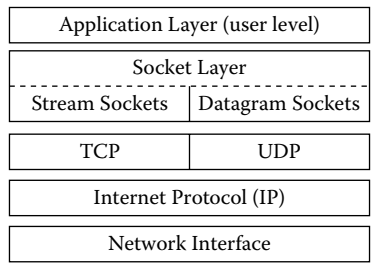 Application Layer (user level)
Socket Layer
Stream Sockets Datagram Sockets
TCP UDP
Internet Protocol (IP)
Network Interface